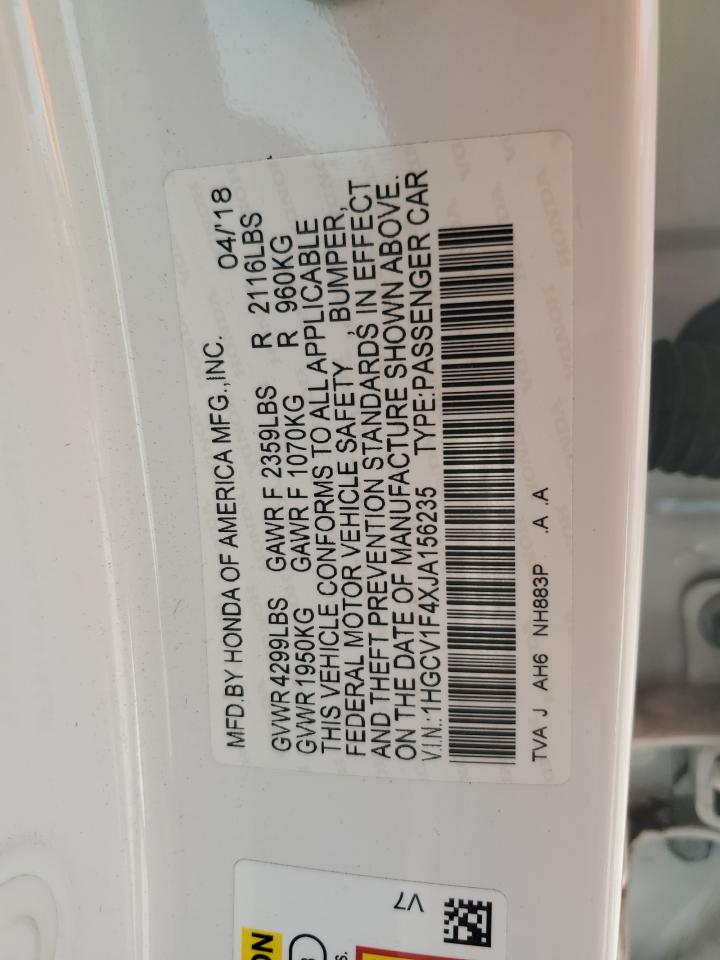 MFD.BY HONDA OF AMERICA MFG.,INC. 04/'18
GVWR 4299LBS GAWR F 2359LBS R 2116LBS
GVWR 1950KG GAWR F 1070KG R 960KG
THIS VEHICLE CONFORMS TO ALL APPLICABLE
FEDERAL MOTOR VEHICLE SAFETY, BUMPER,
AND THEFT PREVENTION STANDARDS IN EFFECT
ON THE DATE OF MANUFACTURE SHOWN ABOVE.
V.I.N.:1HGCV1F4XJA156235 TYPE:PASSENGER CAR
TVA J AH6 NH883P .A .A
V7